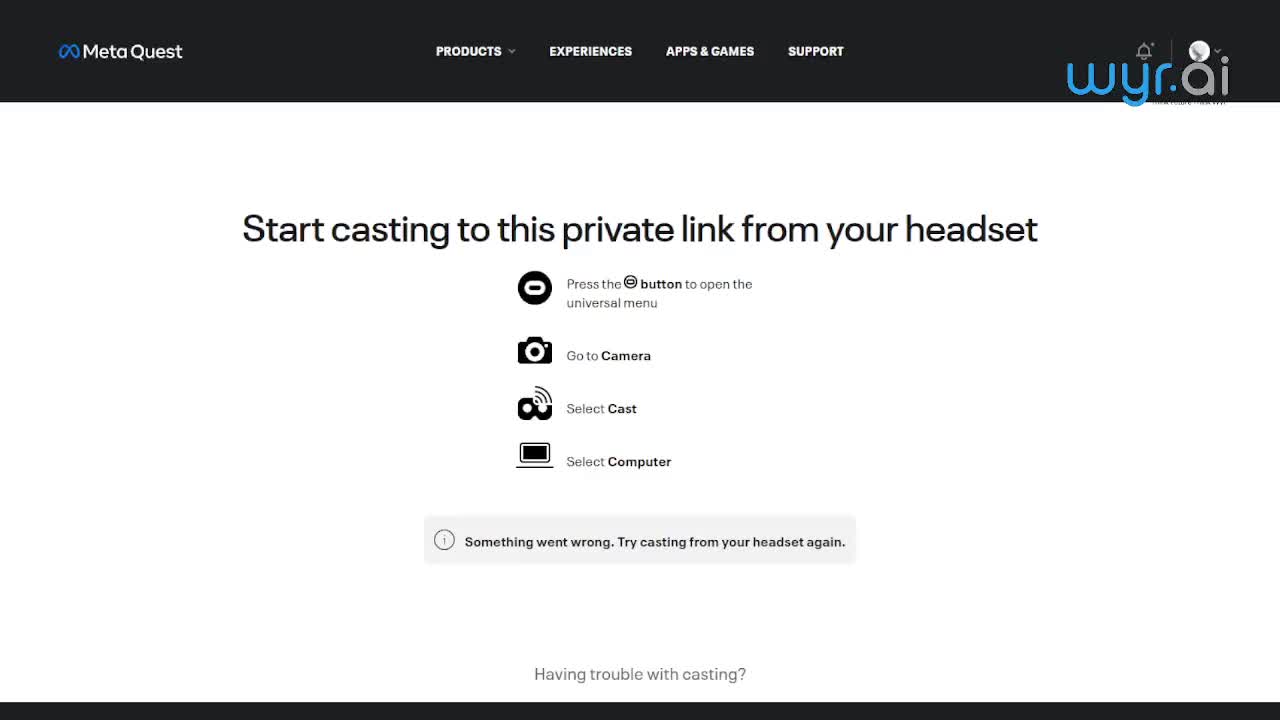 Meta Quest
PRODUCTS
EXPERIENCES
APPS & GAMES
SUPPORT
wyr.ai
Start casting to this private link from your headset
Press the button to open the
universal menu
Go to Camera
Select Cast
Select Computer
Something went wrong. Try casting from your headset again.
Having trouble with casting?